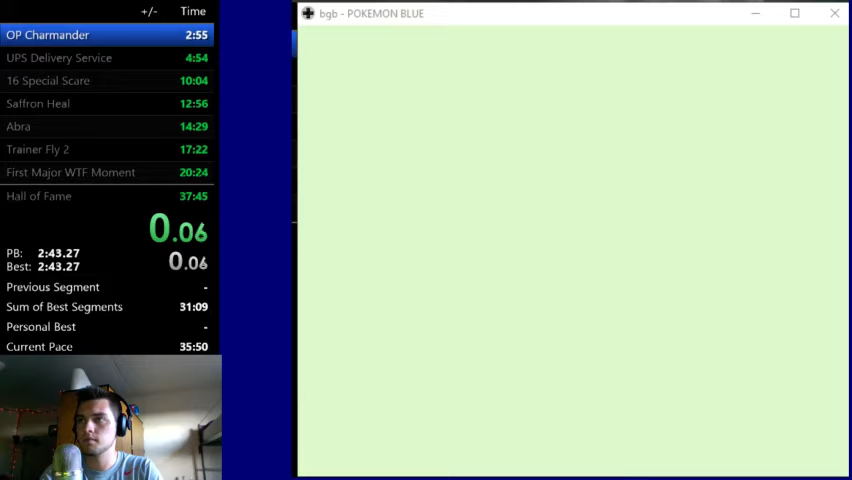 +/- Time
OP Charmander 2:55
UPS Delivery Service 4:54
16 Special Scare 10:04
Saffron Heal 12:56
Abra 14:29
Trainer Fly 2 17:22
First Major WTF Moment 20:24
Hall of Fame 37:45
0.06
PB: 2:43.27
Best: 2:43.27
0.06
Previous Segment -
Sum of Best Segments 31:09
Personal Best -
Current Pace 35:50
bgb - POKEMON BLUE